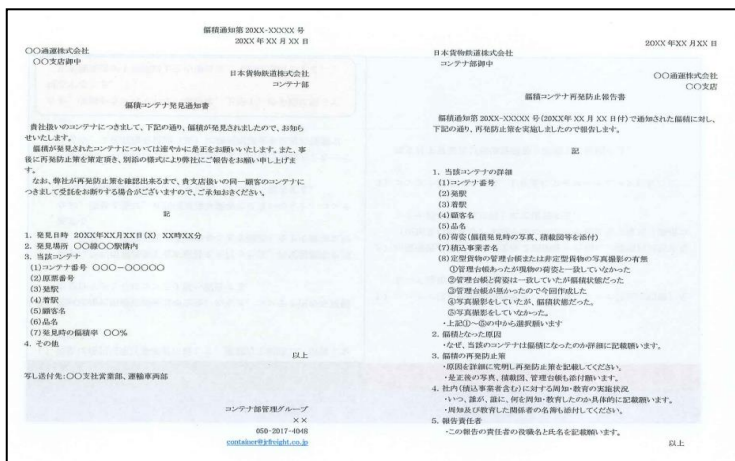 偏積通知第 20XX-XXXXX 号
20XX 年 XX 月 XX 日
〇〇通運株式会社
〇〇支店御中
日本貨物鉄道株式会社
コンテナ部
偏積コンテナ発見通知書
貴社扱いのコンテナにつきまして、下記の通り、偏積が発見されましたので、お知ら
せいたします。
偏積が発見されたコンテナについては速やかに是正をお願いいたします。また、事
後に再発防止策を策定頂き、別添の様式により弊社にご報告をお願い申し上げま
す。
なお、弊社が再発防止策を確認出来るまで、貴支店扱いの同一顧客のコンテナに
つきまして受託をお断りする場合がございますので、ご承知おきください。
記
1. 発見日時 20XX年XX月XX日(X) XX時XX分
2. 発見場所 〇〇線〇〇駅構内
3. 当該コンテナ
(1)コンテナ番号 〇〇〇－〇〇〇〇〇
(2)原票番号
(3)発駅
(4)着駅
(5)顧客名
(6)品名
(7)発見時の偏積率 〇〇%
4. その他
以上
写し送付先:〇〇支社営業部、運輸車両部
コンテナ部管理グループ
××
050-2017-4048
container@jrfreight.co.jp
20XX 年 XX 月 XX 日
日本貨物鉄道株式会社
コンテナ部御中
〇〇通運株式会社
〇〇支店
偏積コンテナ再発防止報告書
偏積通知第 20XX-XXXXX 号(20XX年 XX 月 XX 日付)で通知された偏積に対し、
下記の通り、再発防止策を実施しましたので報告します。
記
1. 当該コンテナの詳細
(1)コンテナ番号
(2)発駅
(3)着駅
(4)顧客名
(5)品名
(6)荷姿(偏積発見時の写真、積載図等を添付)
(7)積込事業者名
(8)定型貨物の管理台帳または非定型貨物の写真撮影の有無
①管理台帳あったが現物の荷姿と一致していなかった
②管理台帳と荷姿は一致していたが偏積状態だった
③管理台帳が無かったので今回作成した
④写真撮影をしていたが、偏積状態だった。
⑤写真撮影をしていなかった。
・上記①～⑤の中から選択願います
2. 偏積となった原因
・なぜ、当該のコンテナは偏積になったのか詳細に記載願います。
3. 偏積の再発防止策
・原因を詳細に究明し再発防止策を記載してください。
・是正後の写真、積載図、管理台帳も添付願います。
4. 社内(積込事業者含む)に対する周知・教育の実施状況
・いつ、誰が、誰に、何を周知・教育したのか具体的に記載願います。
・周知及び教育した関係者の名簿も添付してください。
5. 報告責任者
・この報告の責任者の役職名と氏名を記載願います。
以上